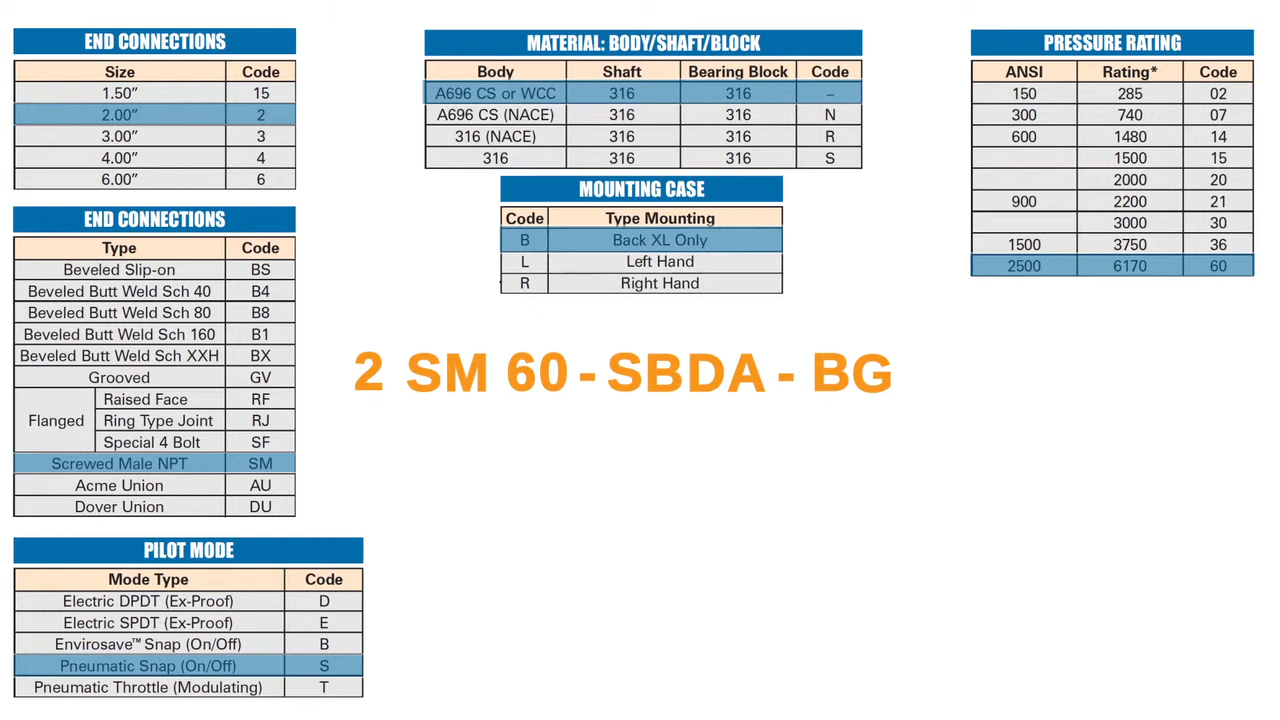 END CONNECTIONS
Size Code
1.50” 15
2.00” 2
3.00” 3
4.00” 4
6.00” 6
END CONNECTIONS
Type Code
Beveled Slip-on BS
Beveled Butt Weld Sch 40 B4
Beveled Butt Weld Sch 80 B8
Beveled Butt Weld Sch 160 B1
Beveled Butt Weld Sch XXH BX
Grooved GV
Flanged
Raised Face RF
Ring Type Joint RJ
Special 4 Bolt SF
Screwed Male NPT SM
Acme Union AU
Dover Union DU
PILOT MODE
Mode Type Code
Electric DPDT (Ex-Proof) D
Electric SPDT (Ex-Proof) E
Envirosave™ Snap (On/Off) B
Pneumatic Snap (On/Off) S
Pneumatic Throttle (Modulating) T
MATERIAL: BODY/SHAFT/BLOCK
Body Shaft Bearing Block Code
A696 CS or WCC 316 316 –
A696 CS (NACE) 316 316 N
316 (NACE) 316 316 R
316 316 316 S
MOUNTING CASE
Code Type Mounting
B Back XL Only
L Left Hand
R Right Hand
2 SM 60 - SBDA - BG
PRESSURE RATING
ANSI Rating* Code
150 285 02
300 740 07
600 1480 14
1500 15
2000 20
900 2200 21
3000 30
1500 3750 36
2500 6170 60